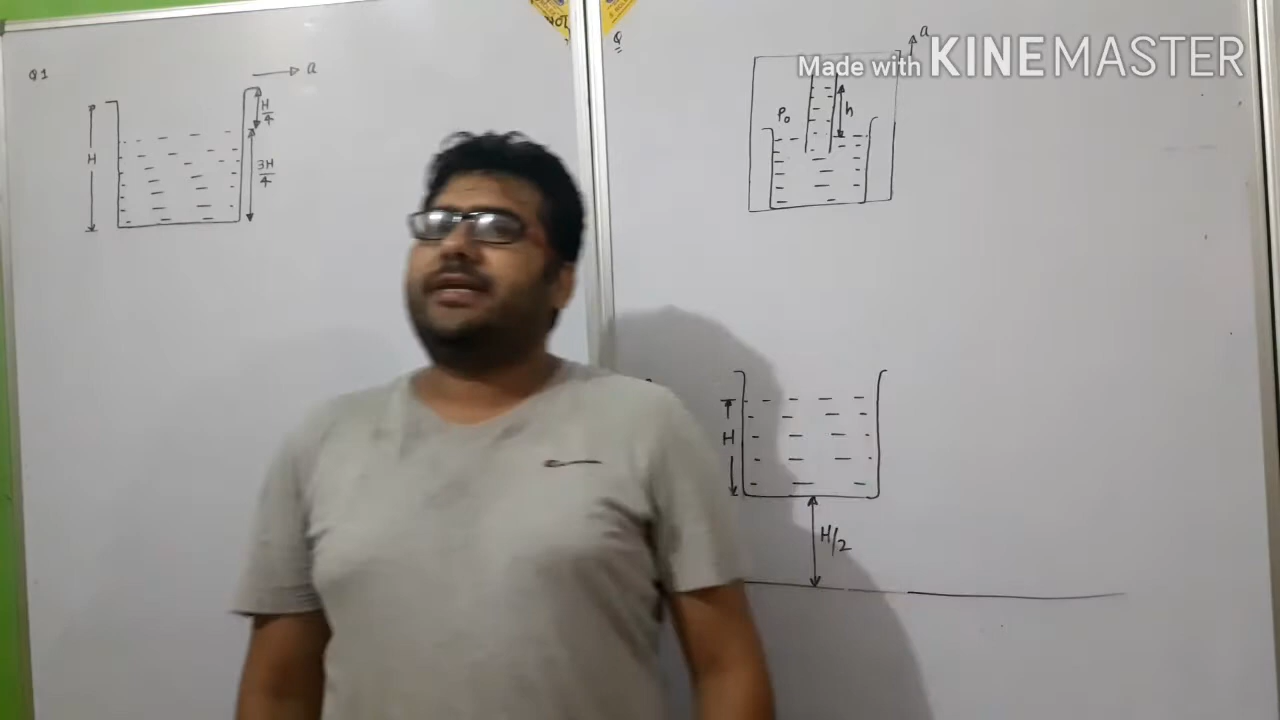 Q1
a
H
H/4
3H/4
Q
a
Made with KINEMASTER
P₀
h
H
H/2